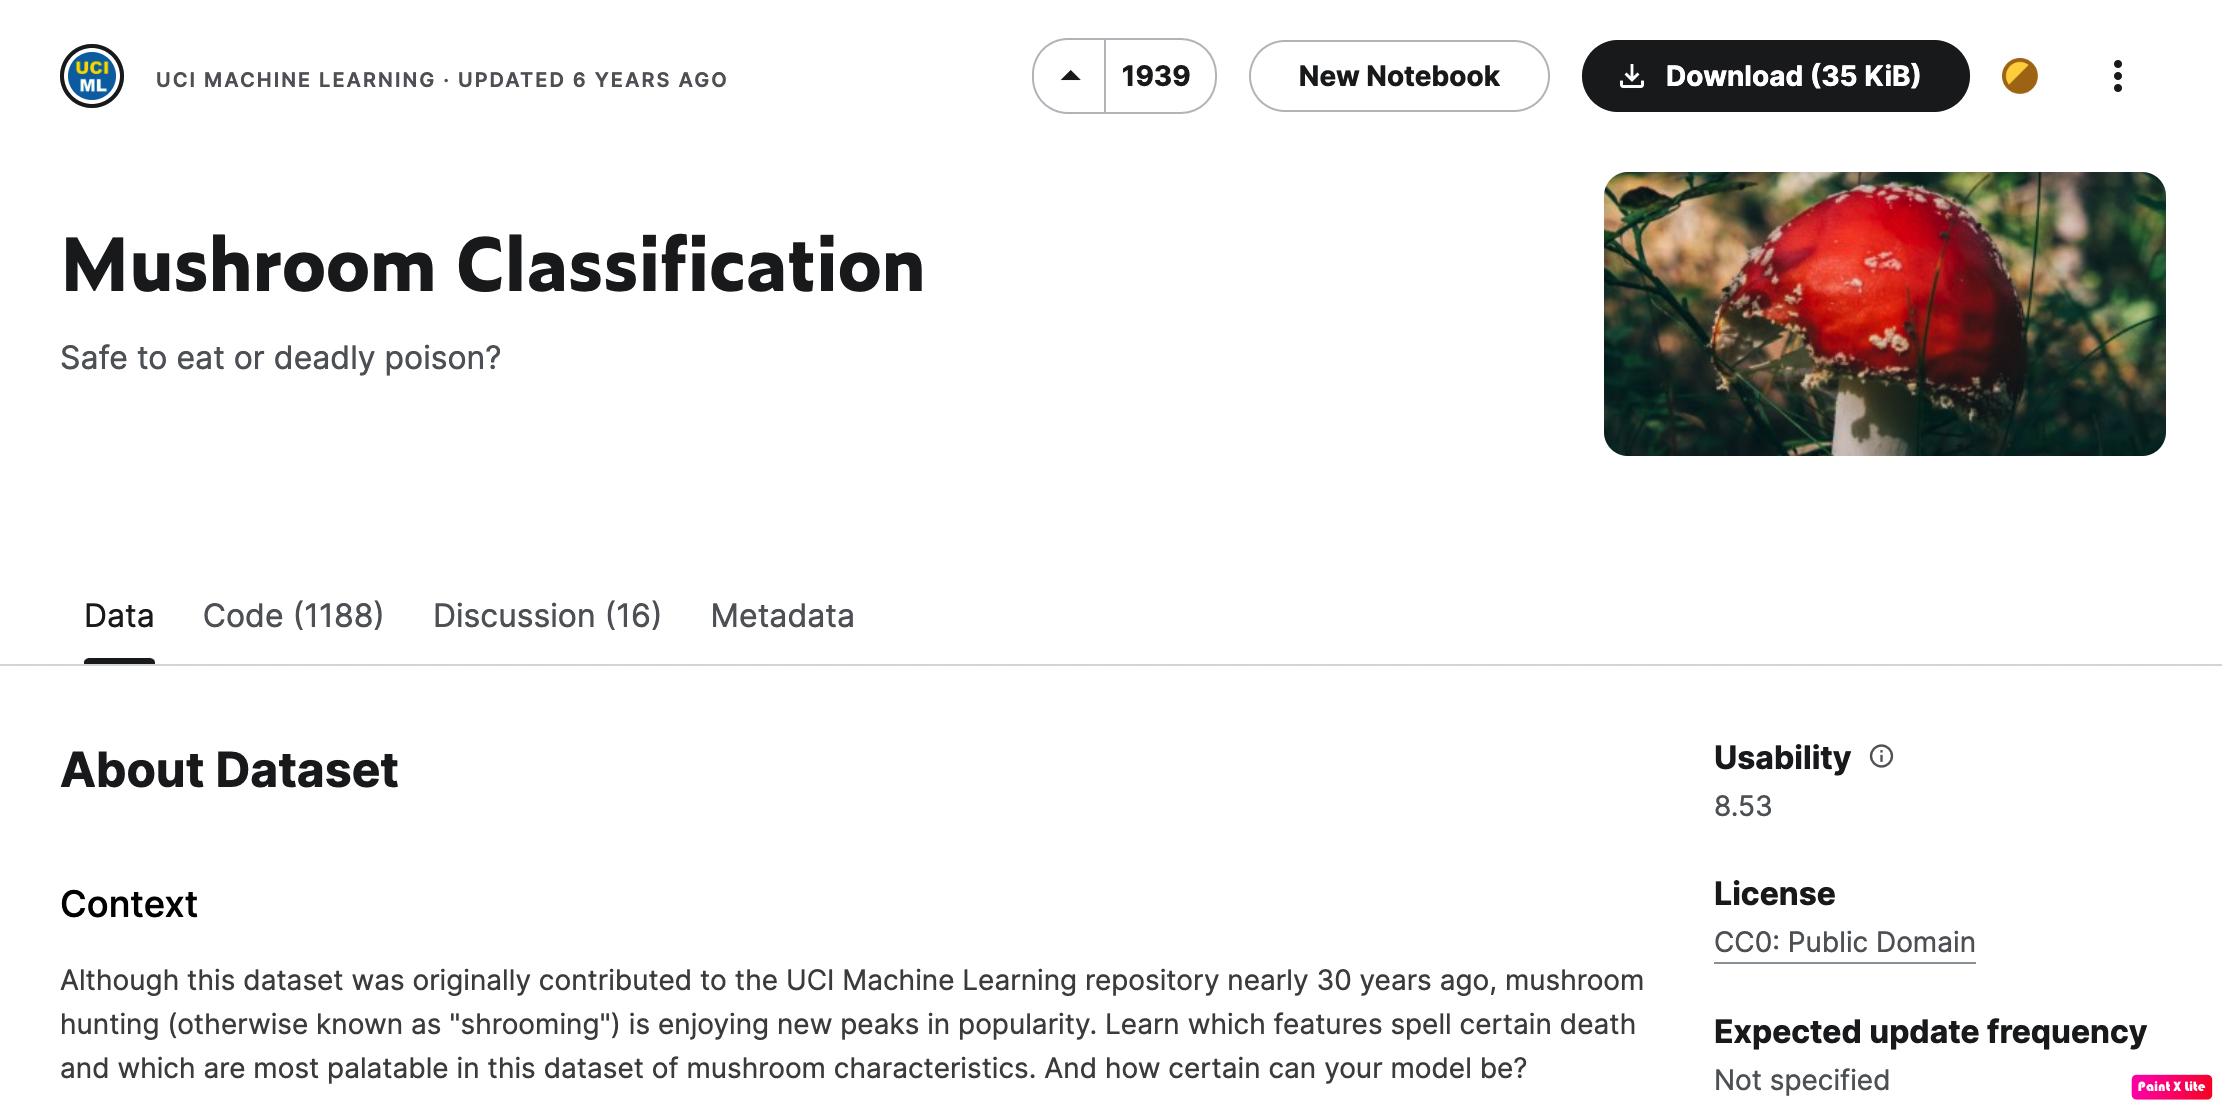 UCI
ML
UCI MACHINE LEARNING · UPDATED 6 YEARS AGO
1939
New Notebook
Download (35 KiB)
Mushroom Classification
Safe to eat or deadly poison?
Data
Code (1188)
Discussion (16)
Metadata
About Dataset
Context
Although this dataset was originally contributed to the UCI Machine Learning repository nearly 30 years ago, mushroom
hunting (otherwise known as "shrooming") is enjoying new peaks in popularity. Learn which features spell certain death
and which are most palatable in this dataset of mushroom characteristics. And how certain can your model be?
Usability
8.53
License
CC0: Public Domain
Expected update frequency
Not specified
Paint X Lite